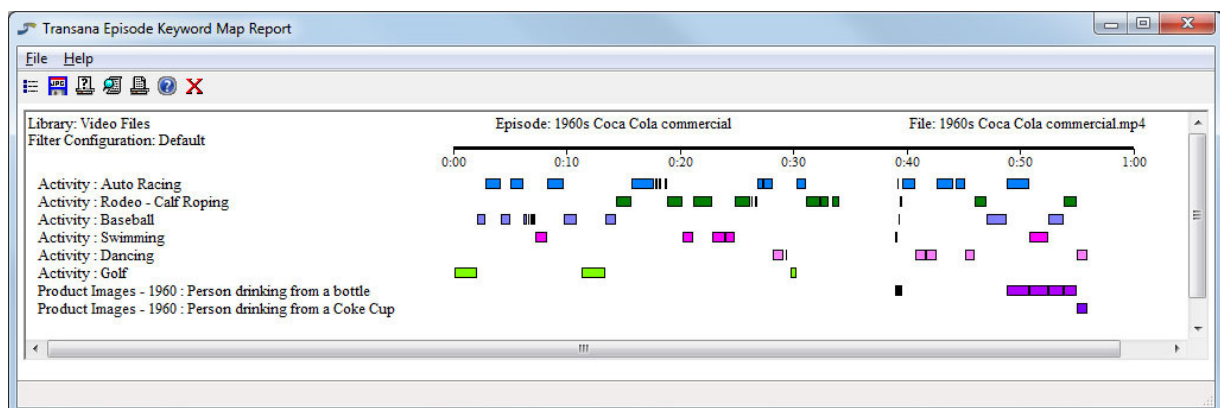 Transana Episode Keyword Map Report
File Help
JPG
Library: Video Files Episode: 1960s Coca Cola commercial File: 1960s Coca Cola commercial.mp4
Filter Configuration: Default
0:00 0:10 0:20 0:30 0:40 0:50 1:00
Activity : Auto Racing
Activity : Rodeo - Calf Roping
Activity : Baseball
Activity : Swimming
Activity : Dancing
Activity : Golf
Product Images - 1960 : Person drinking from a bottle
Product Images - 1960 : Person drinking from a Coke Cup